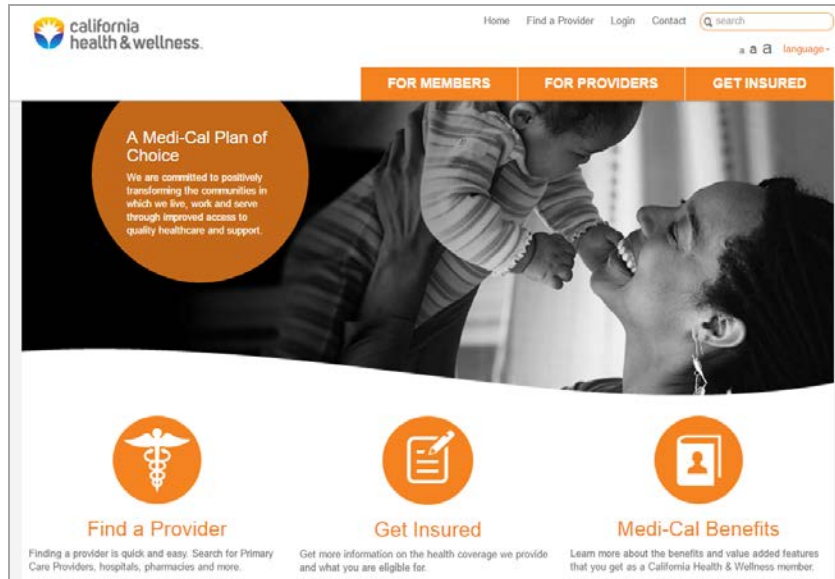 california
health & wellness.
Home Find a Provider Login Contact search
a a a language
FOR MEMBERS FOR PROVIDERS GET INSURED
A Medi-Cal Plan of
Choice
We are committed to positively
transforming the communities in
which we live, work and serve
through improved access to
quality healthcare and support.
Find a Provider
Finding a provider is quick and easy. Search for Primary
Care Providers, hospitals, pharmacies and more.
Get Insured
Get more information on the health coverage we provide
and what you are eligible for.
Medi-Cal Benefits
Learn more about the benefits and value added features
that you get as a California Health & Wellness member.